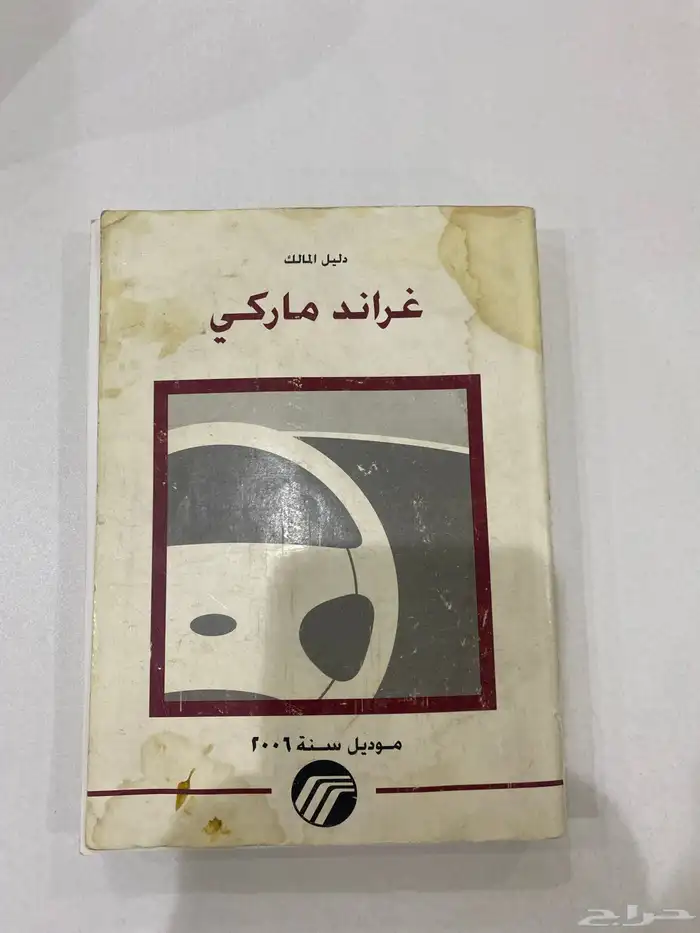 دليل المالك
غراند ماركي
موديل سنة ٢٠٠٦
حراج